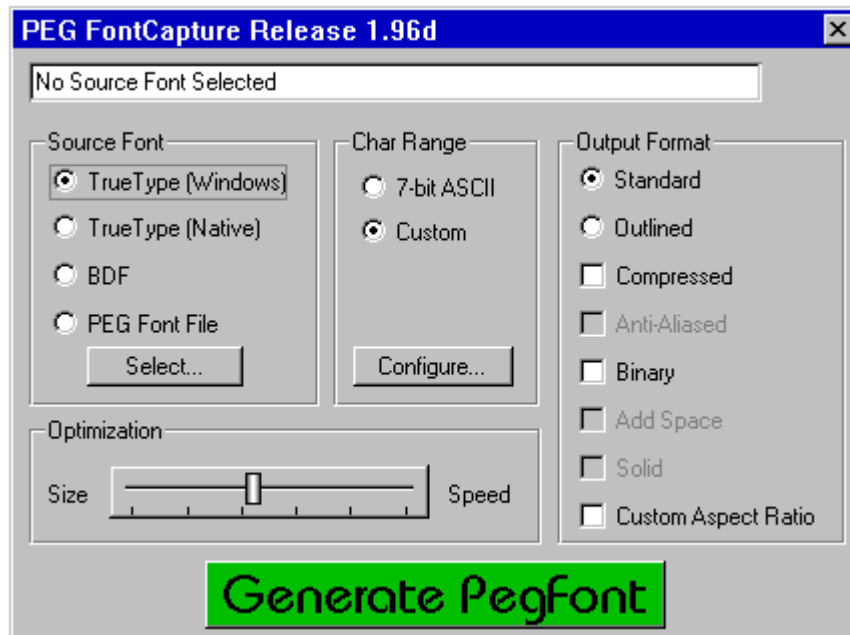 PEG FontCapture Release 1.96d
No Source Font Selected
Source Font
TrueType (Windows)
TrueType (Native)
BDF
PEG Font File
Select...
Char Range
7-bit ASCII
Custom
Configure...
Output Format
Standard
Outlined
Compressed
Anti-Aliased
Binary
Add Space
Solid
Custom Aspect Ratio
Optimization
Size
Speed
Generate PegFont